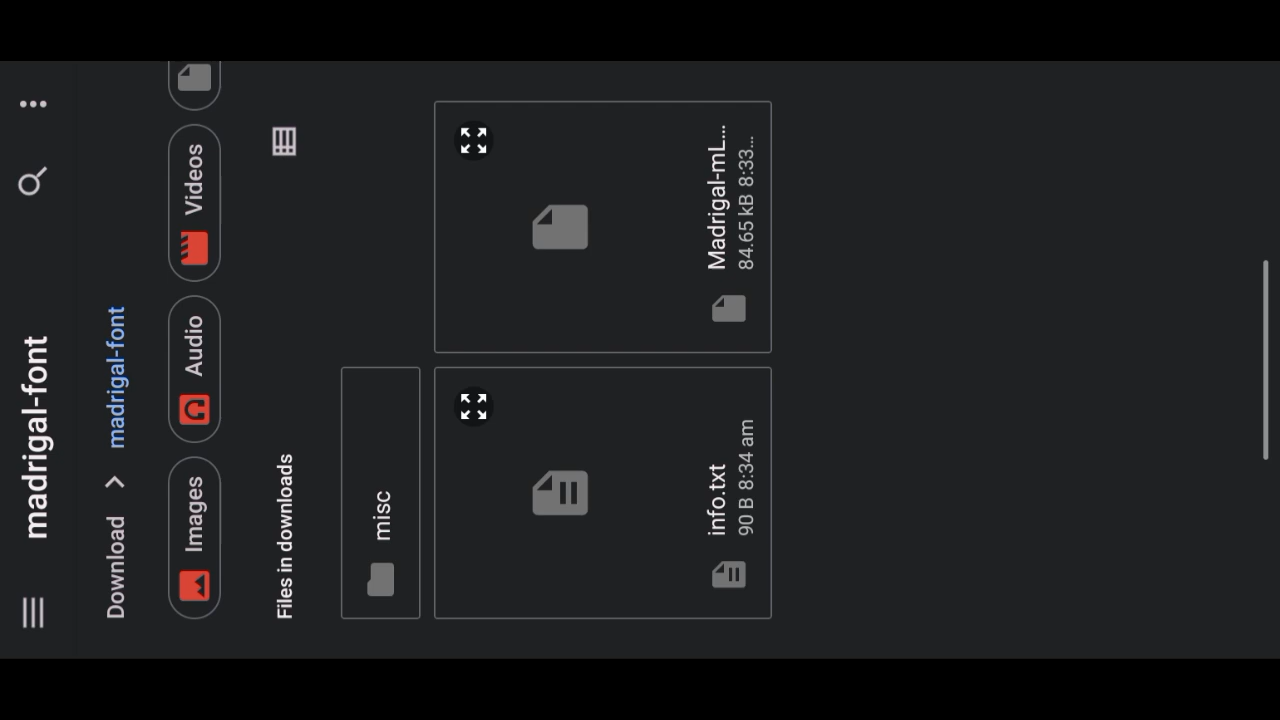 madrigal-font
Download > madrigal-font
Images
Audio
Videos
Files in downloads
misc
info.txt
90 B 8:34 am
Madrigal-mL...
84.65 kB 8:33...